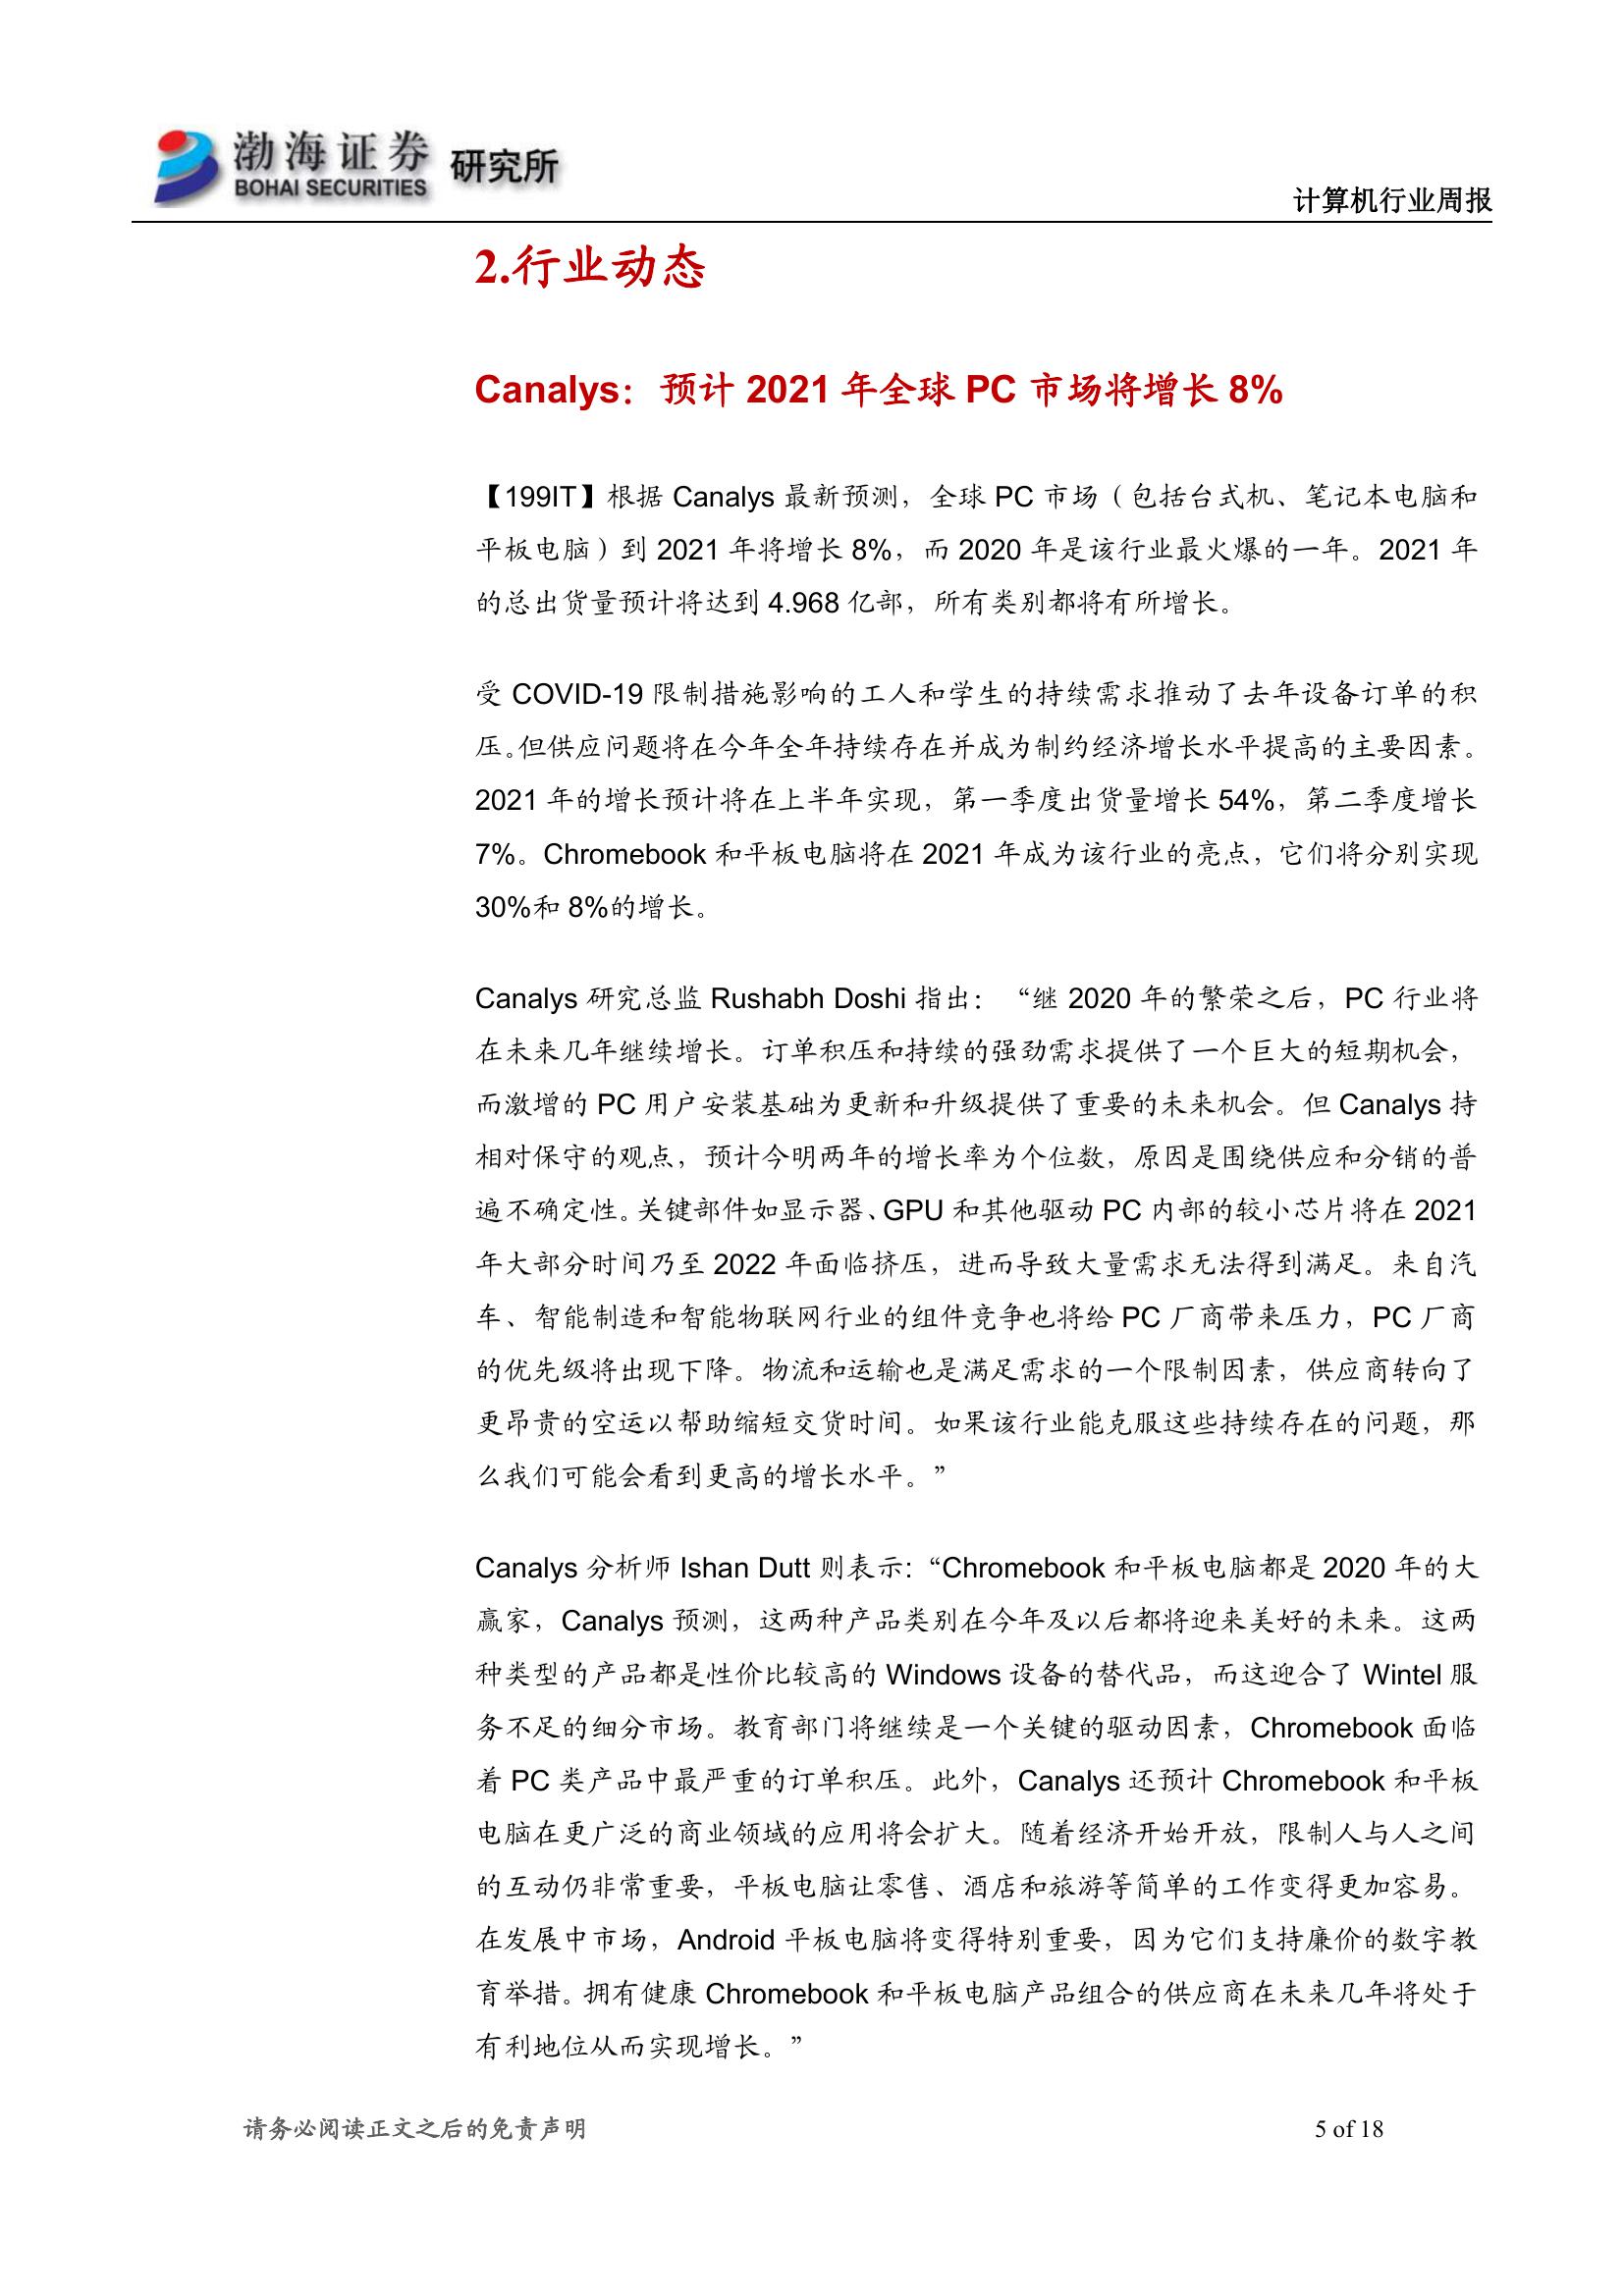 渤海证券 研究所
BOHAI SECURITIES
计算机行业周报
2.行业动态
Canalys：预计 2021 年全球 PC 市场将增长 8%
【199IT】根据 Canalys 最新预测，全球 PC 市场（包括台式机、笔记本电脑和
平板电脑）到 2021 年将增长 8%，而 2020 年是该行业最火爆的一年。2021 年
的总出货量预计将达到 4.968 亿部，所有类别都将有所增长。
受 COVID-19 限制措施影响的工人和学生的持续需求推动了去年设备订单的积
压。但供应问题将在今年全年持续存在并成为制约经济增长水平提高的主要因素。
2021 年的增长预计将在上半年实现，第一季度出货量增长 54%，第二季度增长
7%。Chromebook 和平板电脑将在 2021 年成为该行业的亮点，它们将分别实现
30%和 8%的增长。
Canalys 研究总监 Rushabh Doshi 指出： “继 2020 年的繁荣之后，PC 行业将
在未来几年继续增长。订单积压和持续的强劲需求提供了一个巨大的短期机会，
而激增的 PC 用户安装基础为更新和升级提供了重要的未来机会。但 Canalys 持
相对保守的观点，预计今明两年的增长率为个位数，原因是围绕供应和分销的普
遍不确定性。关键部件如显示器、GPU 和其他驱动 PC 内部的较小芯片将在 2021
年大部分时间乃至 2022 年面临挤压，进而导致大量需求无法得到满足。来自汽
车、智能制造和智能物联网行业的组件竞争也将给 PC 厂商带来压力，PC 厂商
的优先级将出现下降。物流和运输也是满足需求的一个限制因素，供应商转向了
更昂贵的空运以帮助缩短交货时间。如果该行业能克服这些持续存在的问题，那
么我们可能会看到更高的增长水平。”
Canalys 分析师 Ishan Dutt 则表示：“Chromebook 和平板电脑都是 2020 年的大
赢家，Canalys 预测，这两种产品类别在今年及以后都将迎来美好的未来。这两
种类型的产品都是性价比较高的 Windows 设备的替代品，而这迎合了 Wintel 服
务不足的细分市场。教育部门将继续是一个关键的驱动因素，Chromebook 面临
着 PC 类产品中最严重的订单积压。此外，Canalys 还预计 Chromebook 和平板
电脑在更广泛的商业领域的应用将会扩大。随着经济开始开放，限制人与人之间
的互动仍非常重要，平板电脑让零售、酒店和旅游等简单的工作变得更加容易。
在发展中市场，Android 平板电脑将变得特别重要，因为它们支持廉价的数字教
育举措。拥有健康 Chromebook 和平板电脑产品组合的供应商在未来几年将处于
有利地位从而实现增长。”
请务必阅读正文之后的免责声明
5 of 18